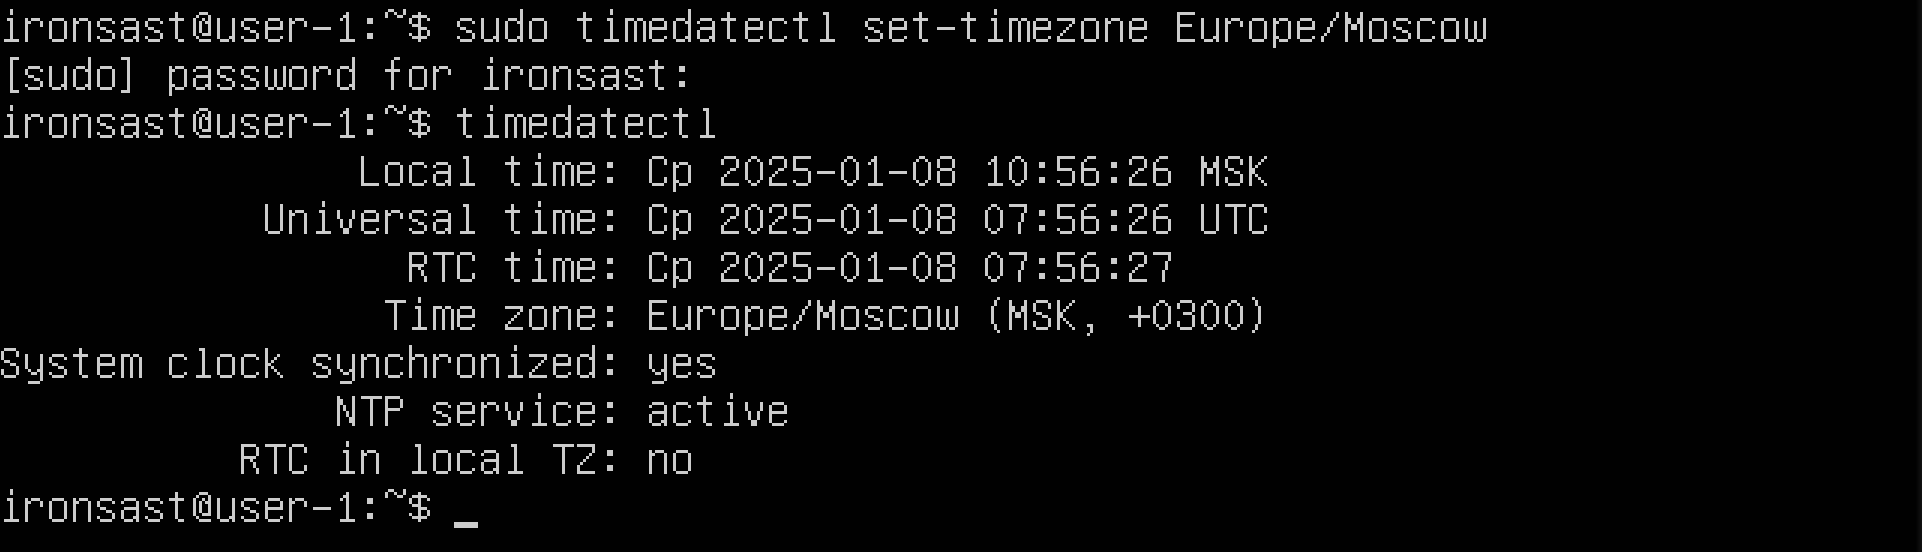 ironsast@user-1:~$ sudo timedatectl set-timezone Europe/Moscow
[sudo] password for ironsast:
ironsast@user-1:~$ timedatectl
Local time: Ср 2025-01-08 10:56:26 MSK
Universal time: Ср 2025-01-08 07:56:26 UTC
RTC time: Ср 2025-01-08 07:56:27
Time zone: Europe/Moscow (MSK, +0300)
System clock synchronized: yes
NTP service: active
RTC in local TZ: no
ironsast@user-1:~$ _